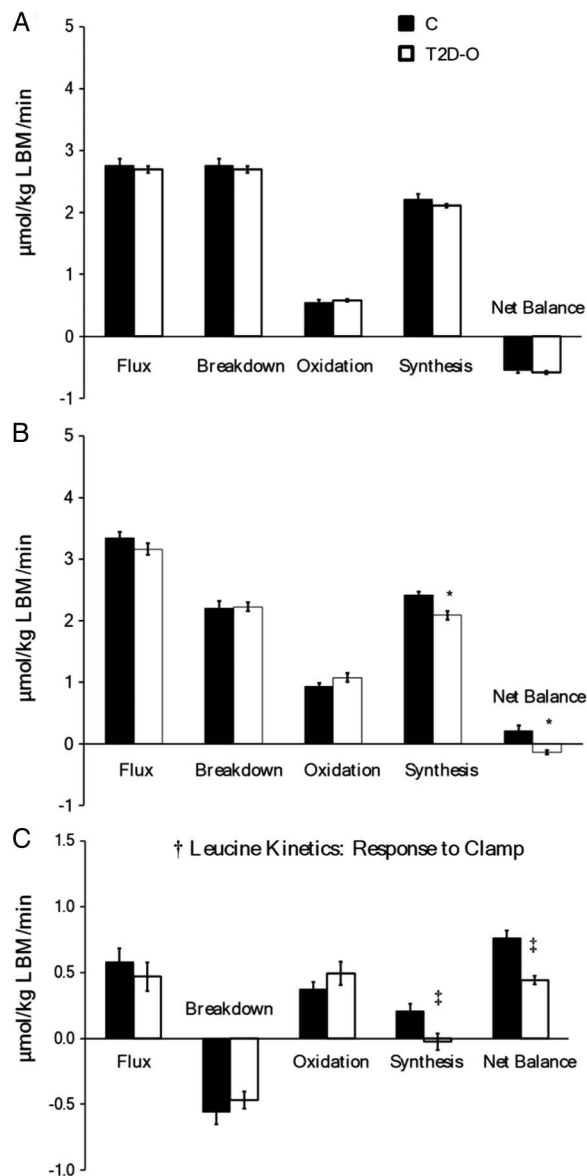 A
C
T2D-O
µmol/kg LBM/min
5
4
3
2
1
0
-1
Net Balance
Flux
Breakdown
Oxidation
Synthesis
B
µmol/kg LBM/min
5
4
3
2
1
0
-1
*
Net Balance
*
Flux
Breakdown
Oxidation
Synthesis
C
† Leucine Kinetics: Response to Clamp
µmol/kg LBM/min
1.5
1.0
0.5
0.0
-0.5
-1.0
‡
‡
Breakdown
Flux
Oxidation
Synthesis
Net Balance